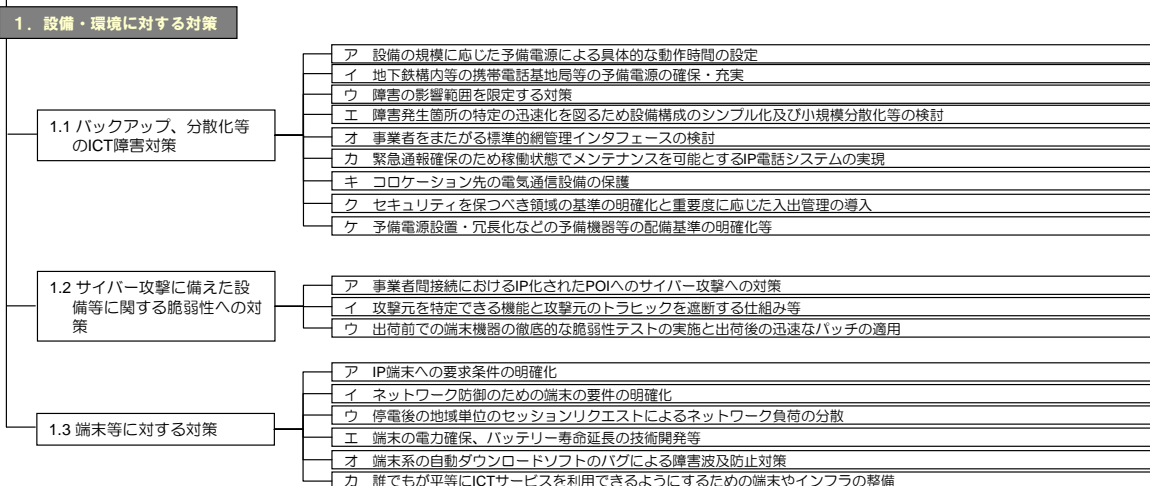 1．設備・環境に対する対策
1.1 バックアップ、分散化等
のICT障害対策
ア 設備の規模に応じた予備電源による具体的な動作時間の設定
イ 地下鉄構内等の携帯電話基地局等の予備電源の確保・充実
ウ 障害の影響範囲を限定する対策
エ 障害発生箇所の特定の迅速化を図るため設備構成のシンプル化及び小規模分散化等の検討
オ 事業者をまたがる標準的網管理インタフェースの検討
カ 緊急通報確保のため稼働状態でメンテナンスを可能とするIP電話システムの実現
キ コロケーション先の電気通信設備の保護
ク セキュリティを保つべき領域の基準の明確化と重要度に応じた入出管理の導入
ケ 予備電源設置・冗長化などの予備機器等の配備基準の明確化等
1.2 サイバー攻撃に備えた設
備等に関する脆弱性への対
策
ア 事業者間接続におけるIP化されたPOIへのサイバー攻撃への対策
イ 攻撃元を特定できる機能と攻撃元のトラヒックを遮断する仕組み等
ウ 出荷前での端末機器の徹底的な脆弱性テストの実施と出荷後の迅速なパッチの適用
1.3 端末等に対する対策
ア IP端末への要求条件の明確化
イ ネットワーク防御のための端末の要件の明確化
ウ 停電後の地域単位のセッションリクエストによるネットワーク負荷の分散
エ 端末の電力確保、バッテリー寿命延長の技術開発等
オ 端末系の自動ダウンロードソフトのバグによる障害波及防止対策
カ 誰でもが平等にICTサービスを利用できるようにするための端末やインフラの整備